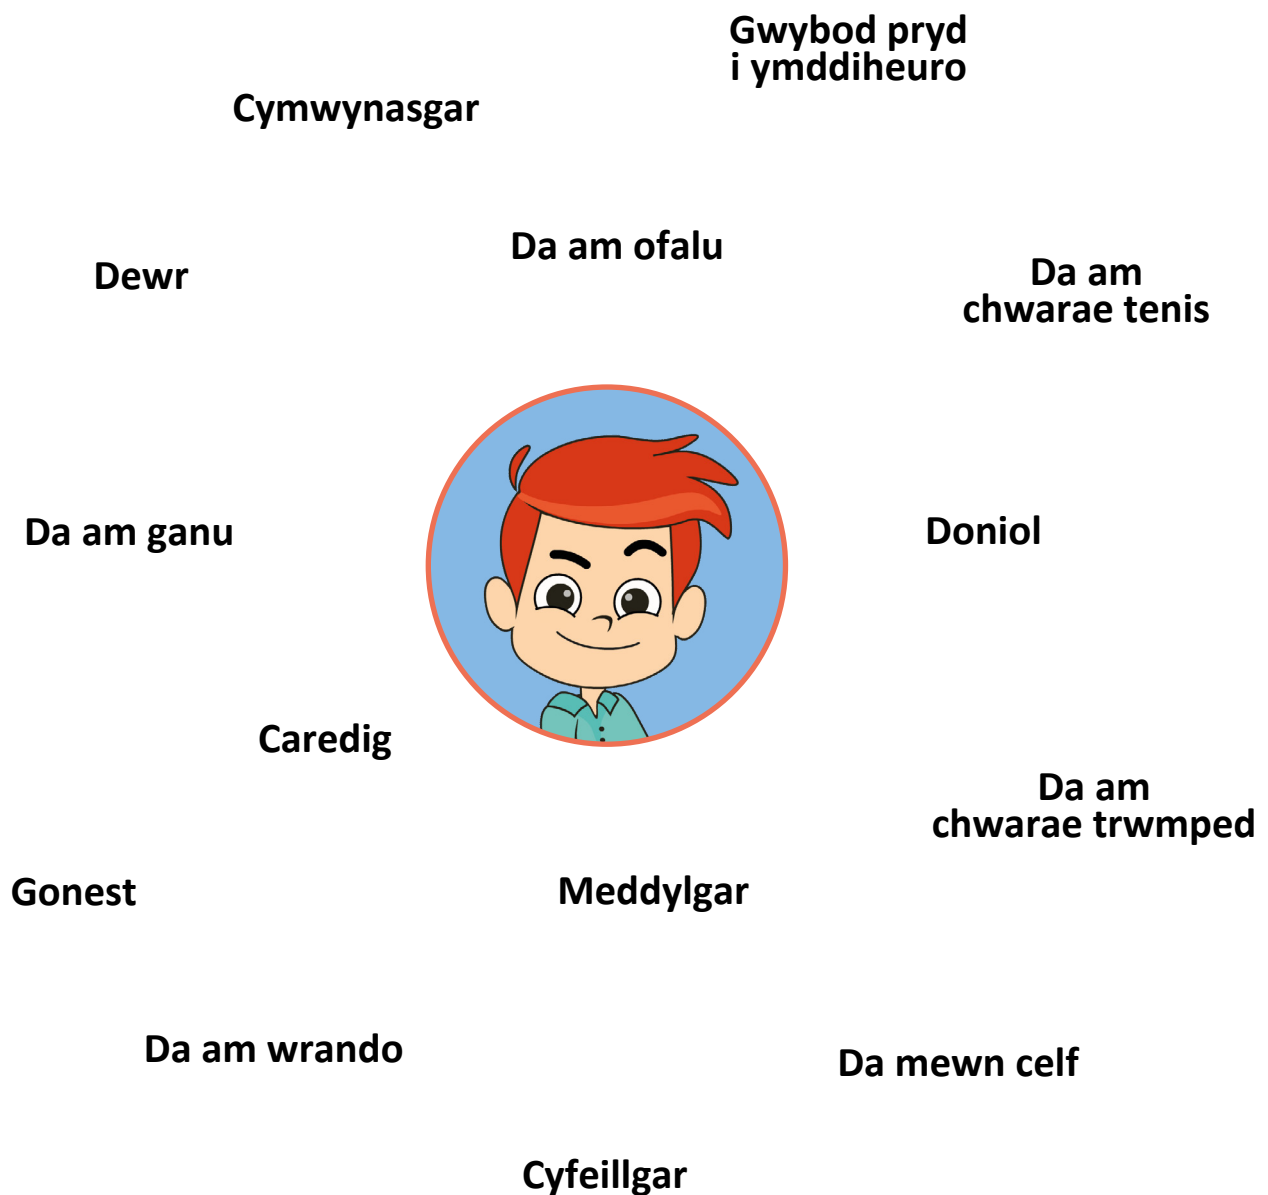 Gwybod pryd
i ymddiheuro
Cymwynasgar
Da am ofalu
Dewr
Da am
chwarae tenis
Da am ganu
Doniol
Caredig
Da am
chwarae trwmped
Gonest
Meddylgar
Da am wrando
Da mewn celf
Cyfeillgar